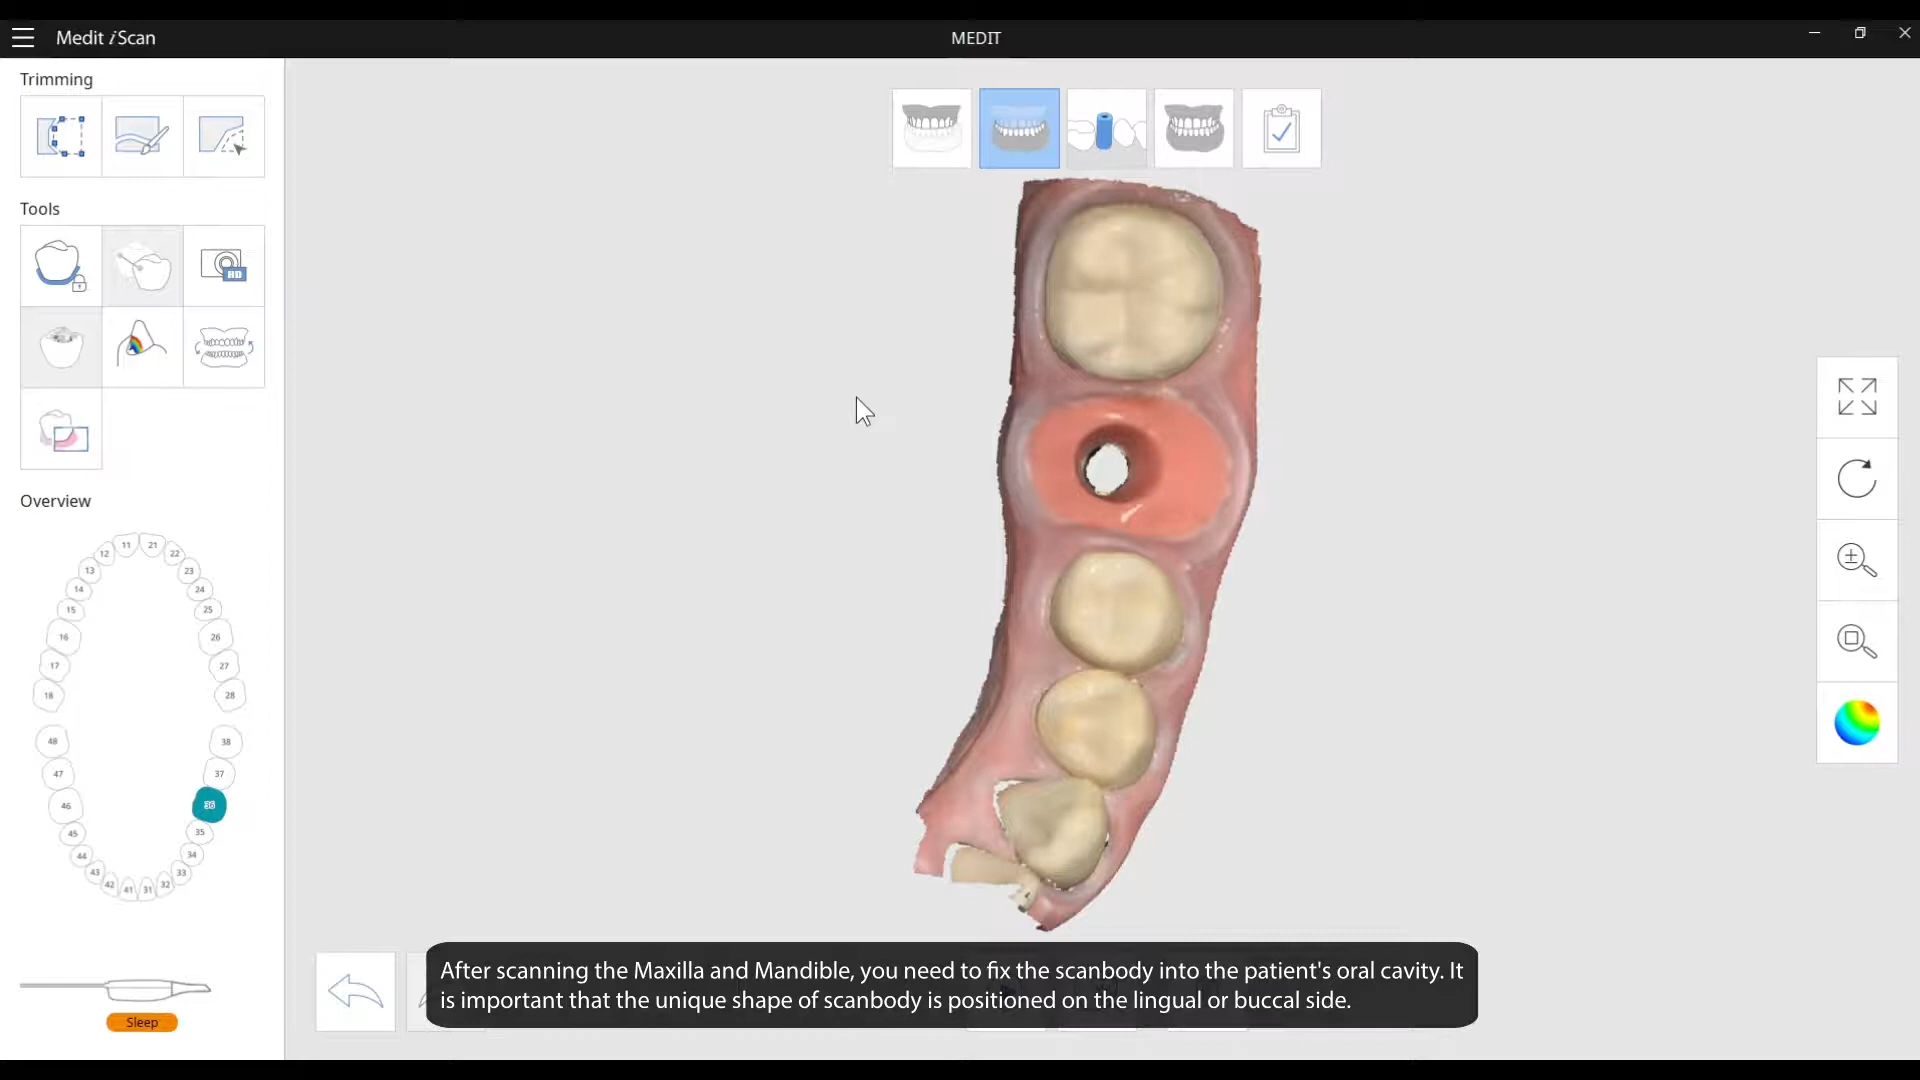 Medit iScan
MEDIT
Trimming
Tools
HD
Overview
11 21
12 22
13 23
14 24
15 25
16 26
17 27
18 28
48 38
47 37
46 36
45 35
44 34
43 33
42 41 31 32
Sleep
After scanning the Maxilla and Mandible, you need to fix the scanbody into the patient's oral cavity. It
is important that the unique shape of scanbody is positioned on the lingual or buccal side.